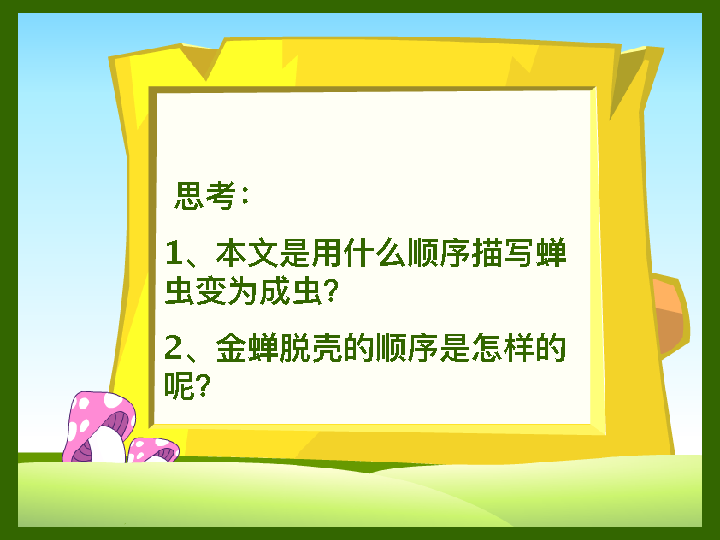 思考：
1、本文是用什么顺序描写蝉
虫变为成虫？
2、金蝉脱壳的顺序是怎样的
呢？